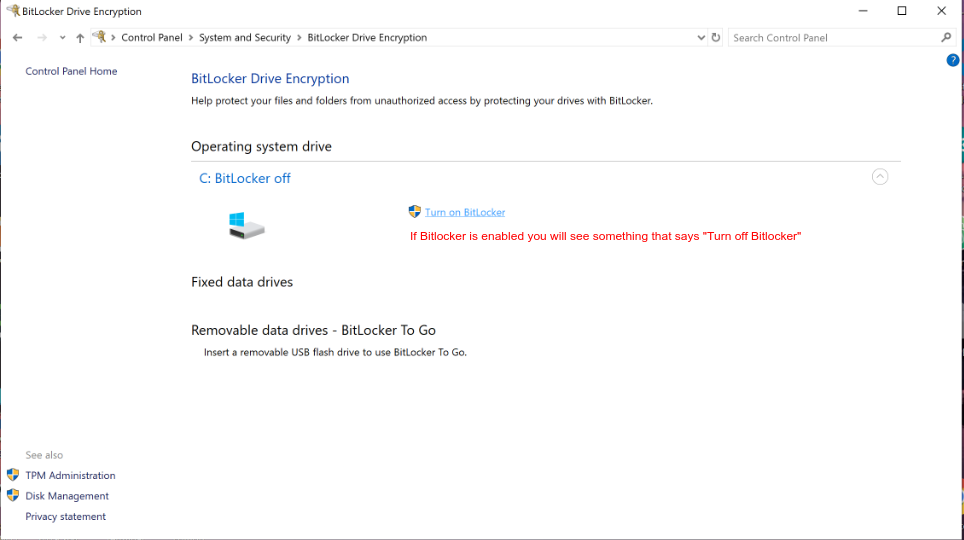 BitLocker Drive Encryption
Control Panel > System and Security > BitLocker Drive Encryption
Search Control Panel
?
Control Panel Home
BitLocker Drive Encryption
Help protect your files and folders from unauthorized access by protecting your drives with BitLocker.
Operating system drive
C: BitLocker off
Turn on BitLocker
If Bitlocker is enabled you will see something that says "Turn off Bitlocker"
Fixed data drives
Removable data drives - BitLocker To Go
Insert a removable USB flash drive to use BitLocker To Go.
See also
TPM Administration
Disk Management
Privacy statement